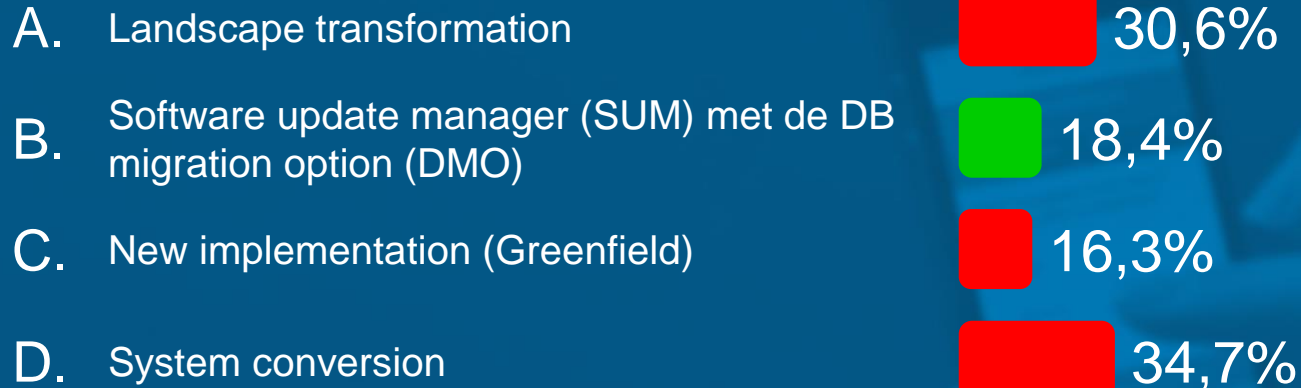 A. Landscape transformation 30,6%
B. Software update manager (SUM) met de DB
migration option (DMO) 18,4%
C. New implementation (Greenfield) 16,3%
D. System conversion 34,7%